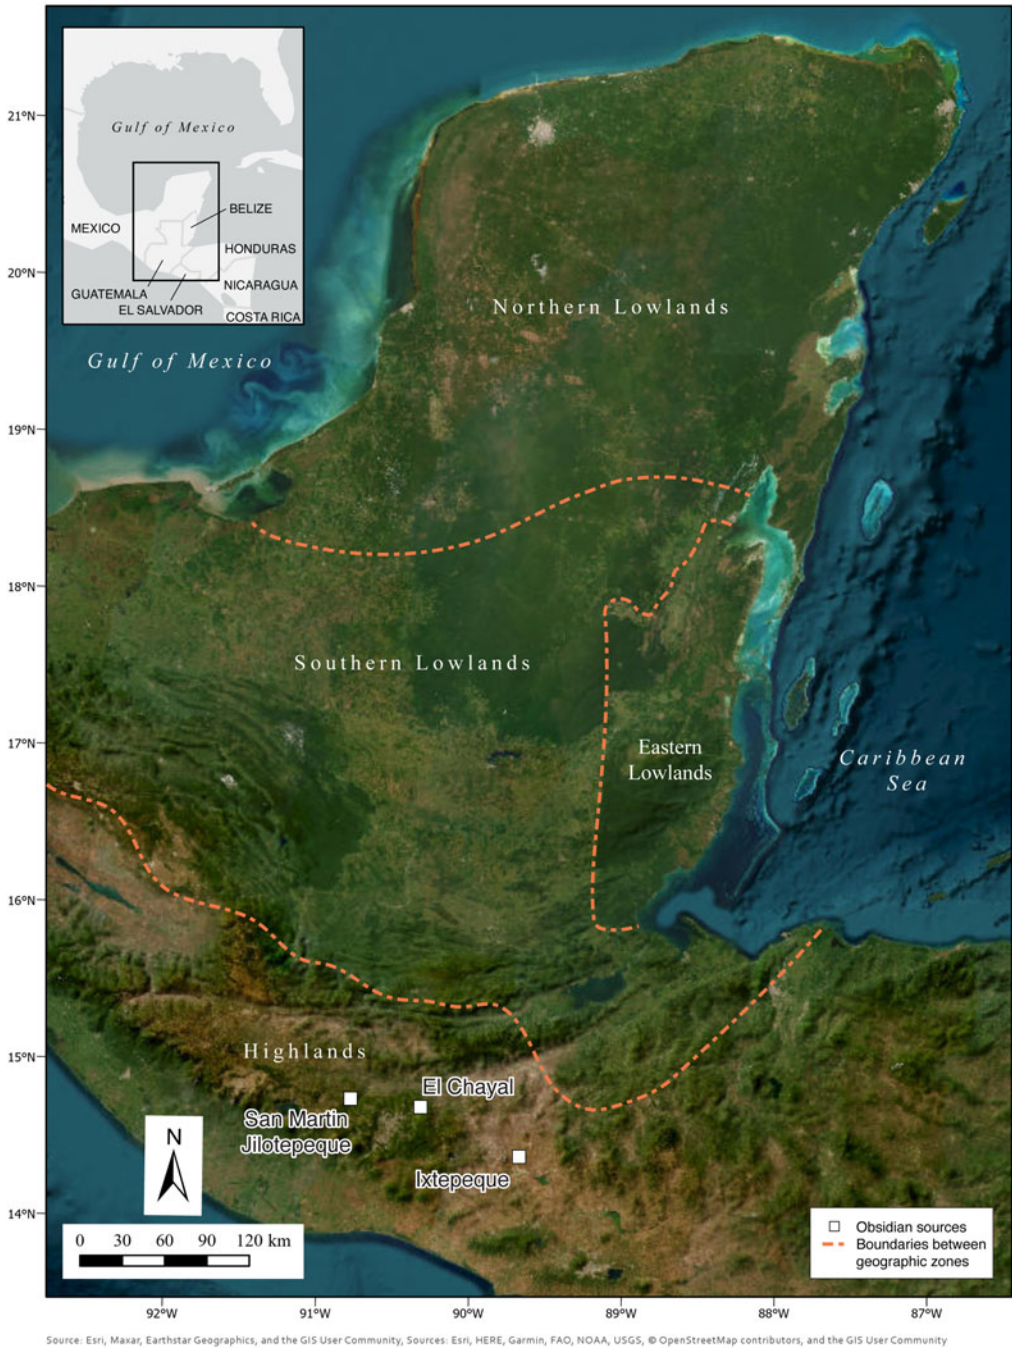 Gulf of Mexico
BELIZE
MEXICO
HONDURAS
GUATEMALA
NICARAGUA
EL SALVADOR
COSTA RICA
21°N
20°N
19°N
18°N
17°N
16°N
15°N
14°N
Northern Lowlands
Gulf of Mexico
Southern Lowlands
Eastern
Lowlands
Caribbean
Sea
Highlands
El Chayal
San Martin
Jilotepeque
Ixtepeque
N
0 30 60 90 120 km
Obsidian sources
Boundaries between
geographic zones
92°W 91°W 90°W 89°W 88°W 87°W
Source: Esri, Maxar, Earthstar Geographics, and the GIS User Community, Sources: Esri, HERE, Garmin, FAO, NOAA, USGS, © OpenStreetMap contributors, and the GIS User Community